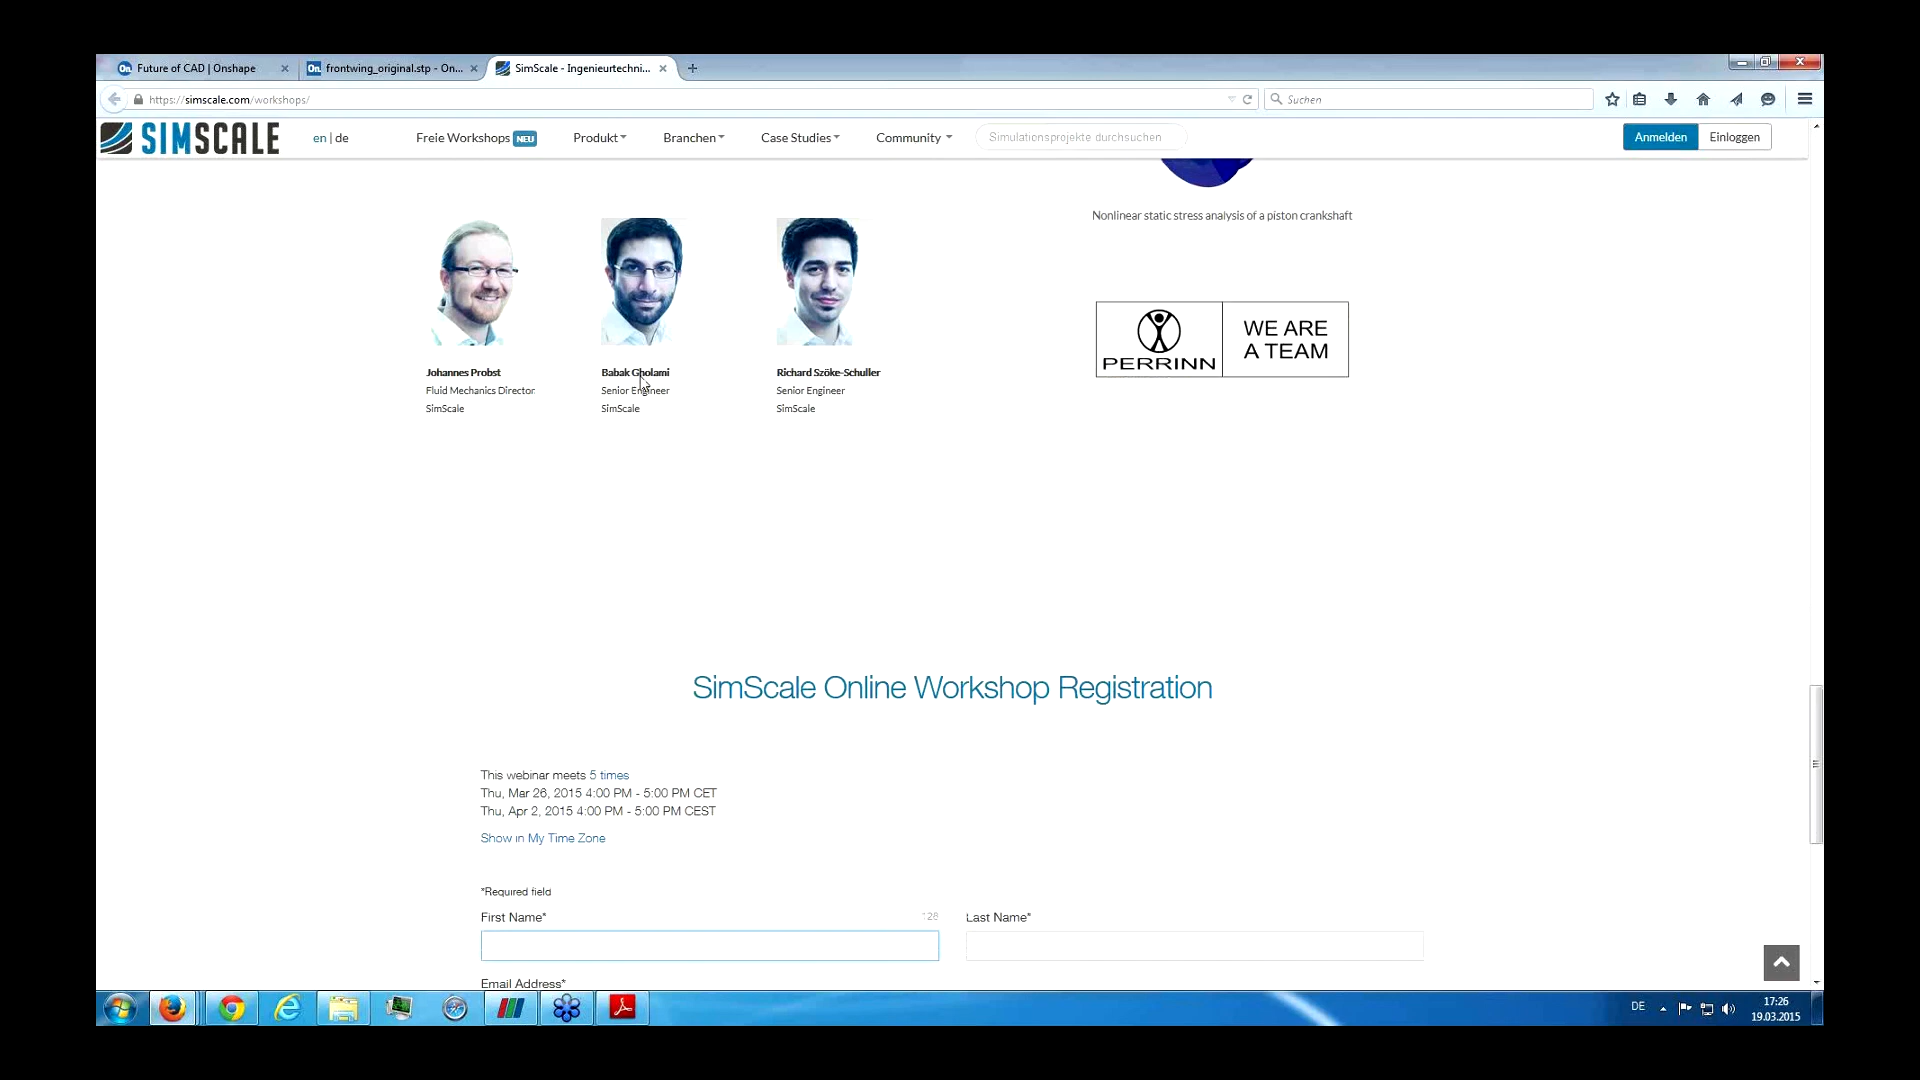 Future of CAD | Onshape
frontwing_original.stp - On...
SimScale - Ingenieurtechni...
https://simscale.com/workshops/
Suchen
SIMSCALE
en | de
Freie Workshops NEU
Produkt
Branchen
Case Studies
Community
Simulationsprojekte durchsuchen
Anmelden
Einloggen
Nonlinear static stress analysis of a piston crankshaft
PERRINN
WE ARE
A TEAM
Johannes Probst
Fluid Mechanics Director
SimScale
Babak Gholami
Senior Engineer
SimScale
Richard Szöke-Schuller
Senior Engineer
SimScale
SimScale Online Workshop Registration
This webinar meets 5 times
Thu, Mar 26, 2015 4:00 PM - 5:00 PM CET
Thu, Apr 2, 2015 4:00 PM - 5:00 PM CEST
Show in My Time Zone
*Required field
First Name*
128
Last Name*
Email Address*
DE
17:26
19.03.2015